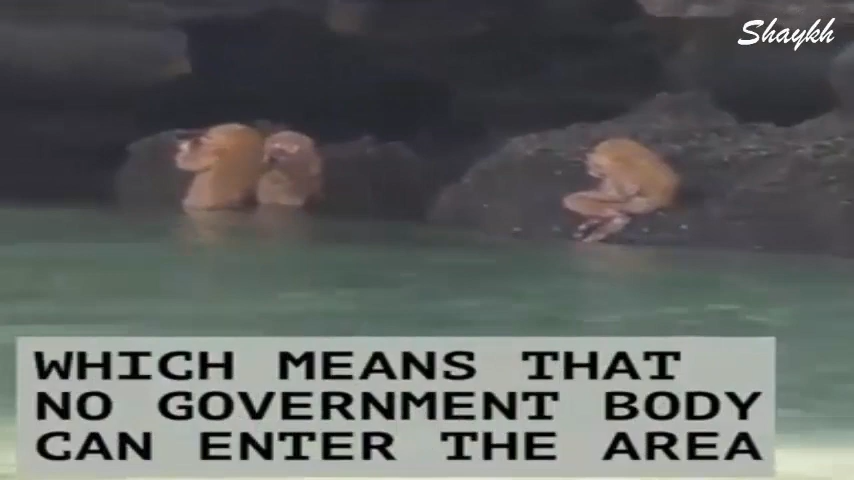 Shaykh
WHICH MEANS THAT
NO GOVERNMENT BODY
CAN ENTER THE AREA